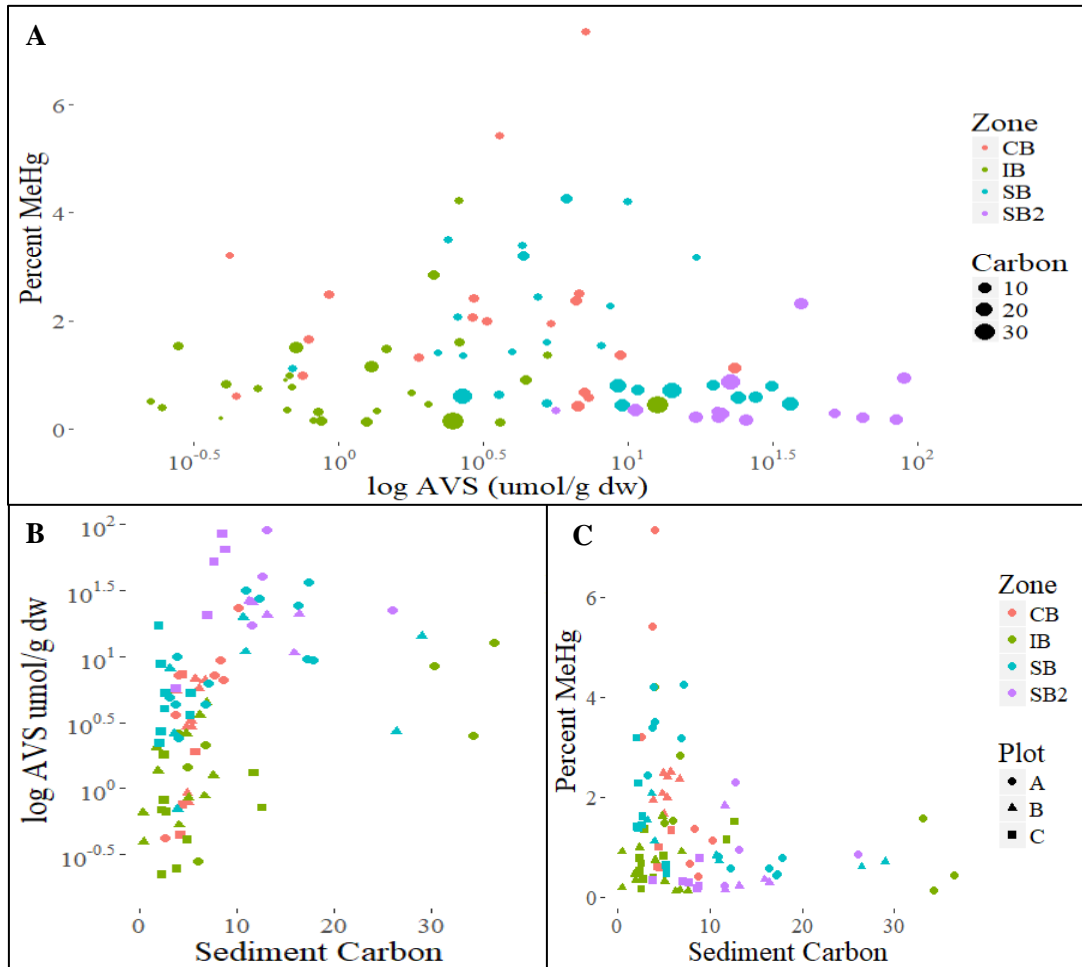 A
Percent MeHg
6
4
2
0
10^-0.5
10^0
10^0.5
10^1
10^1.5
10^2
log AVS (umol/g dw)
Zone
CB
IB
SB
SB2
Carbon
10
20
30
B
log AVS umol/g dw
10^2
10^1.5
10^1
10^0.5
10^0
10^-0.5
0
10
20
30
Sediment Carbon
C
Percent MeHg
6
4
2
0
0
10
20
30
Sediment Carbon
Zone
CB
IB
SB
SB2
Plot
A
B
C